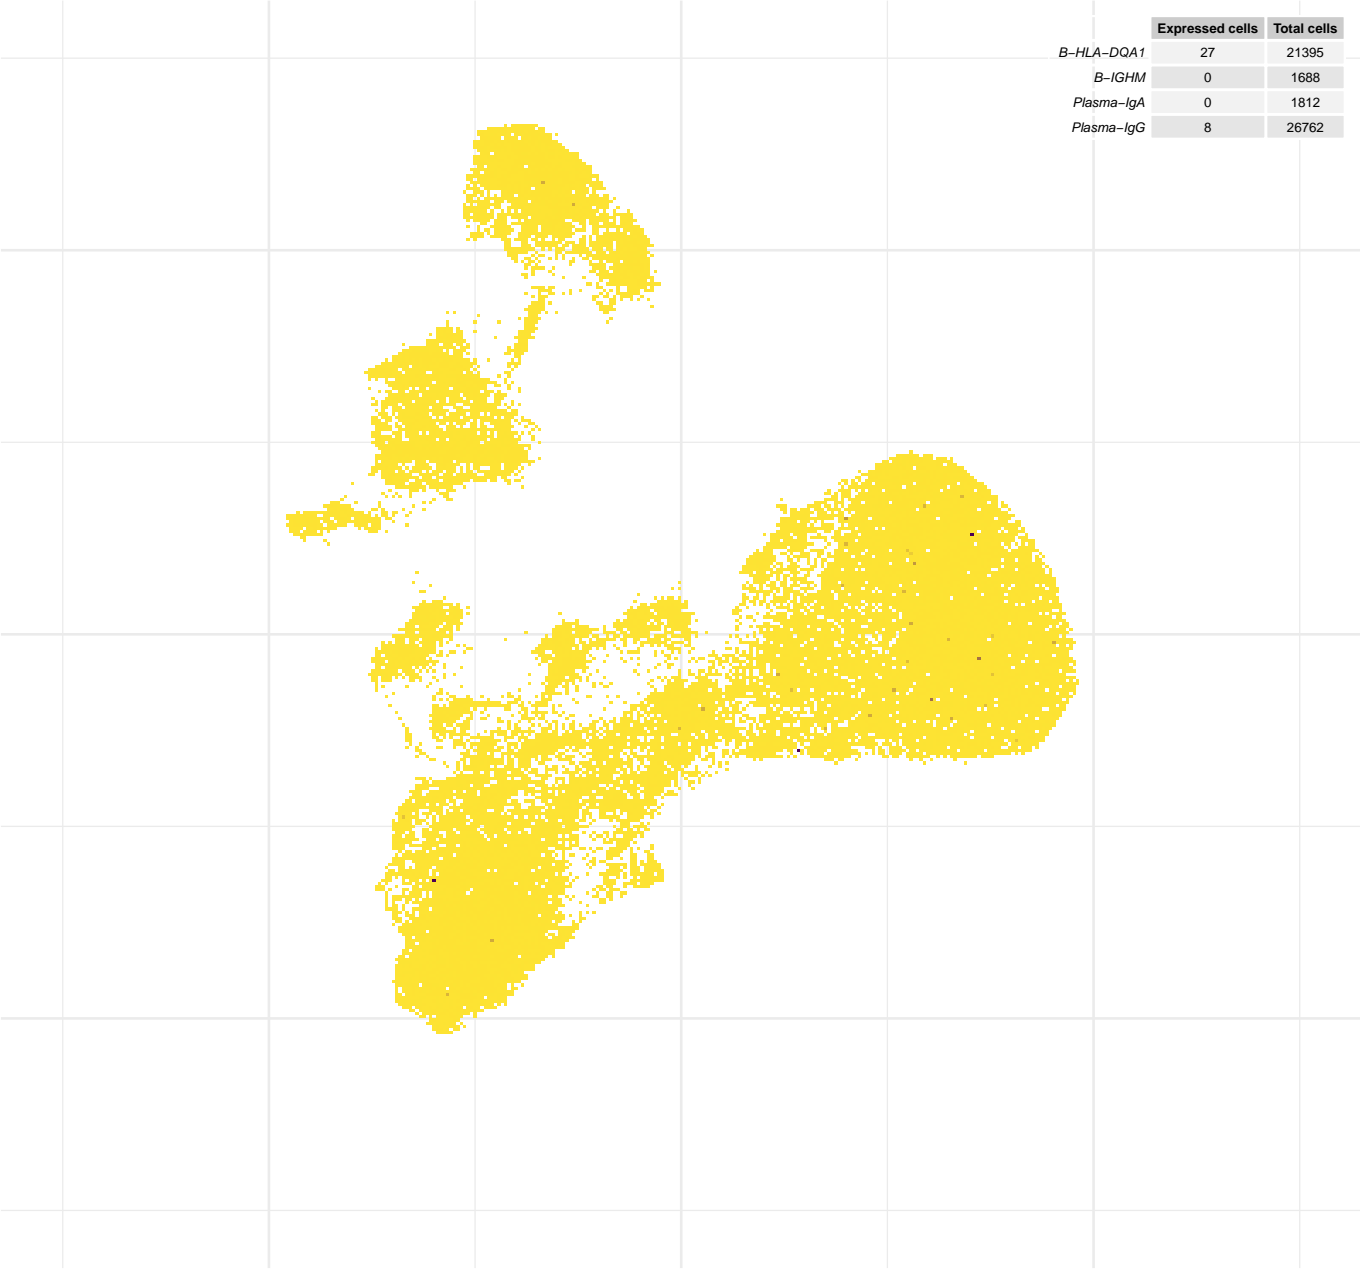 Expressed cells Total cells
B−HLA−DQA1 27 21395
B−IGHM 0 1688
Plasma−IgA 0 1812
Plasma−IgG 8 26762